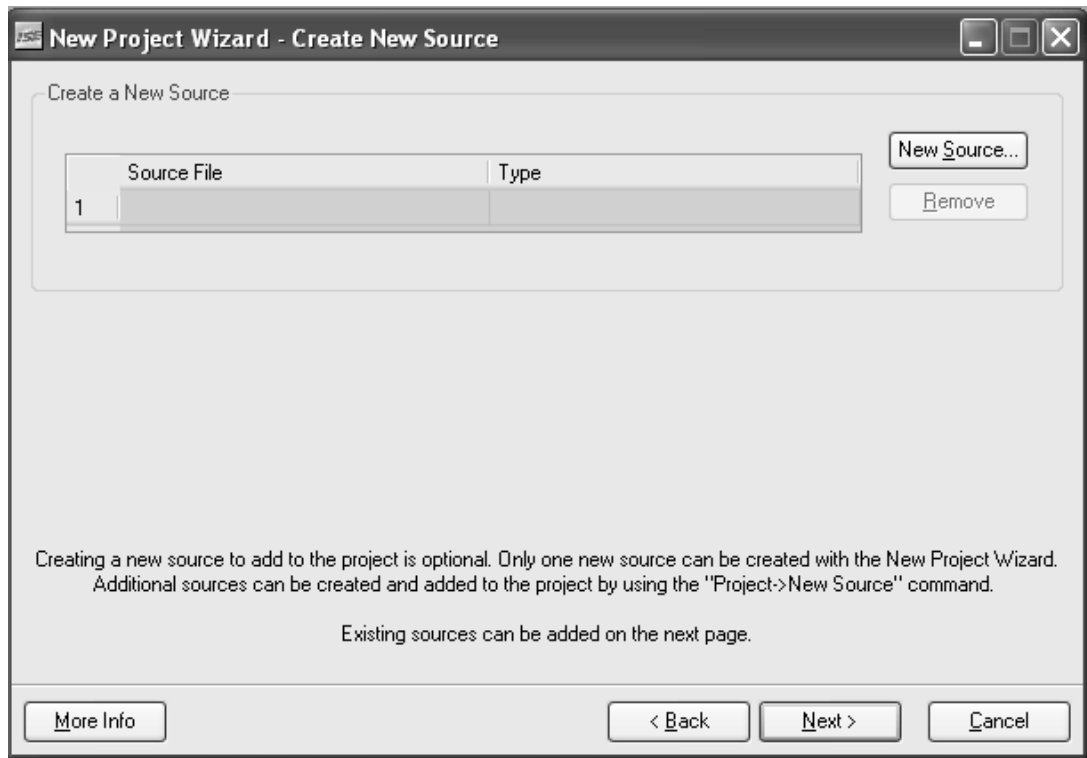 ISE New Project Wizard - Create New Source
Create a New Source
New Source...
Source File Type
1
Remove
Creating a new source to add to the project is optional. Only one new source can be created with the New Project Wizard.
Additional sources can be created and added to the project by using the "Project->New Source" command.
Existing sources can be added on the next page.
More Info < Back Next > Cancel